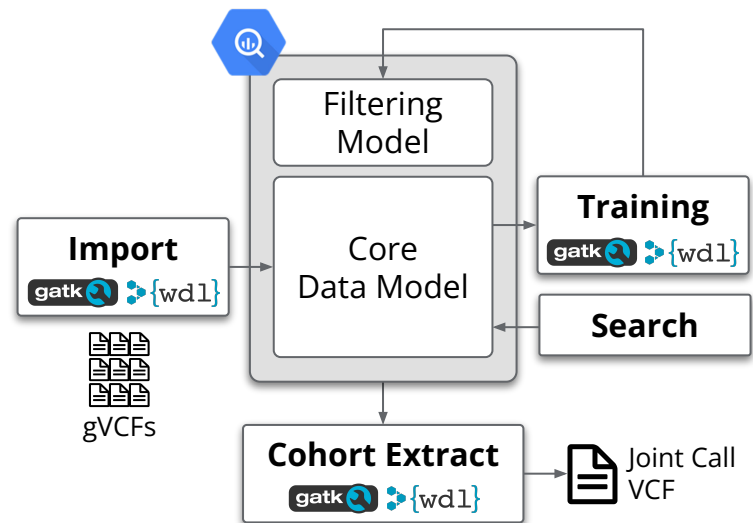 Filtering
Model
Training
gatk {wdl}
Import
gatk {wdl}
Core
Data Model
Search
gVCFs
Cohort Extract
gatk {wdl}
Joint Call
VCF